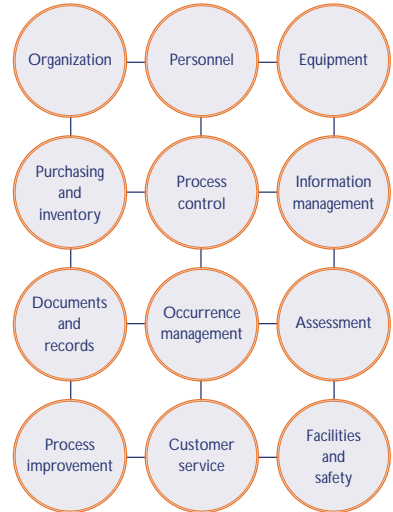 Organization
Personnel
Equipment
Purchasing
and
inventory
Process
control
Information
management
Documents
and
records
Occurrence
management
Assessment
Process
improvement
Customer
service
Facilities
and
safety